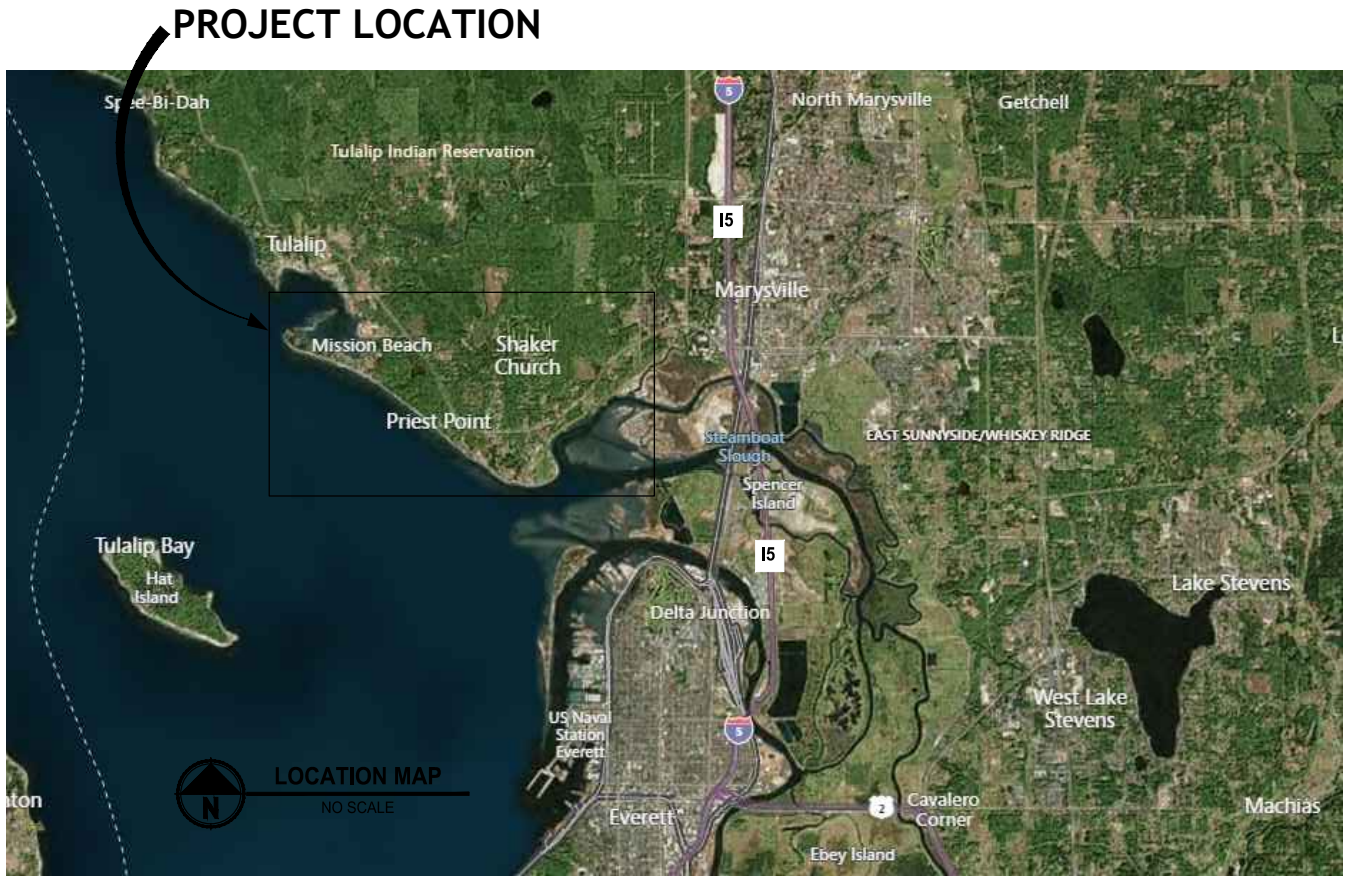 PROJECT LOCATION
Spee-Bi-Dah
North Marysville
Getchell
5
Tulalip Indian Reservation
I5
Tulalip
Marysville
Mission Beach
Shaker
Church
L
Priest Point
Steamboat
Slough
EAST SUNNYSIDE/WHISKEY RIDGE
Spencer
Island
Tulalip Bay
Hat
Island
I5
Lake Stevens
Delta Junction
West Lake
Stevens
US Naval
Station
Everett
5
LOCATION MAP
N
NO SCALE
ton
Everett
2
Cavalero
Corner
Machias
Ebey Island